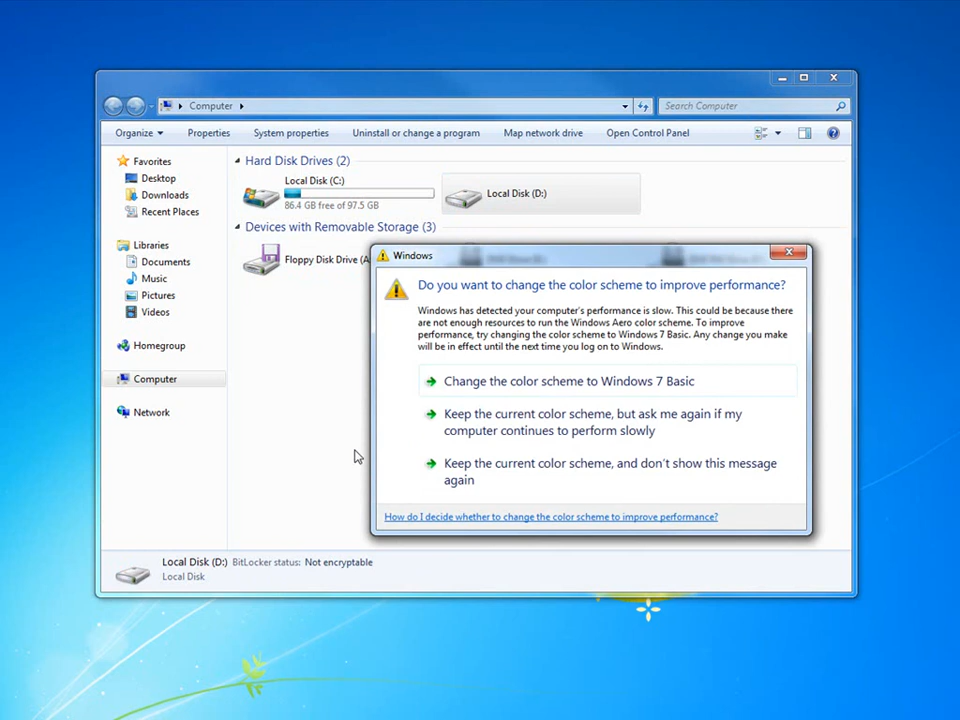 Computer
Search Computer
Organize
Properties
System properties
Uninstall or change a program
Map network drive
Open Control Panel
Favorites
Desktop
Downloads
Recent Places
Libraries
Documents
Music
Pictures
Videos
Homegroup
Computer
Network
Hard Disk Drives (2)
Local Disk (C:)
86.4 GB free of 97.5 GB
Local Disk (D:)
Devices with Removable Storage (3)
Floppy Disk Drive (A
Windows
Do you want to change the color scheme to improve performance?
Windows has detected your computer's performance is slow. This could be because there
are not enough resources to run the Windows Aero color scheme. To improve
performance, try changing the color scheme to Windows 7 Basic. Any change you make
will be in effect until the next time you log on to Windows.
Change the color scheme to Windows 7 Basic
Keep the current color scheme, but ask me again if my
computer continues to perform slowly
Keep the current color scheme, and don't show this message
again
How do I decide whether to change the color scheme to improve performance?
Local Disk (D:) BitLocker status: Not encryptable
Local Disk